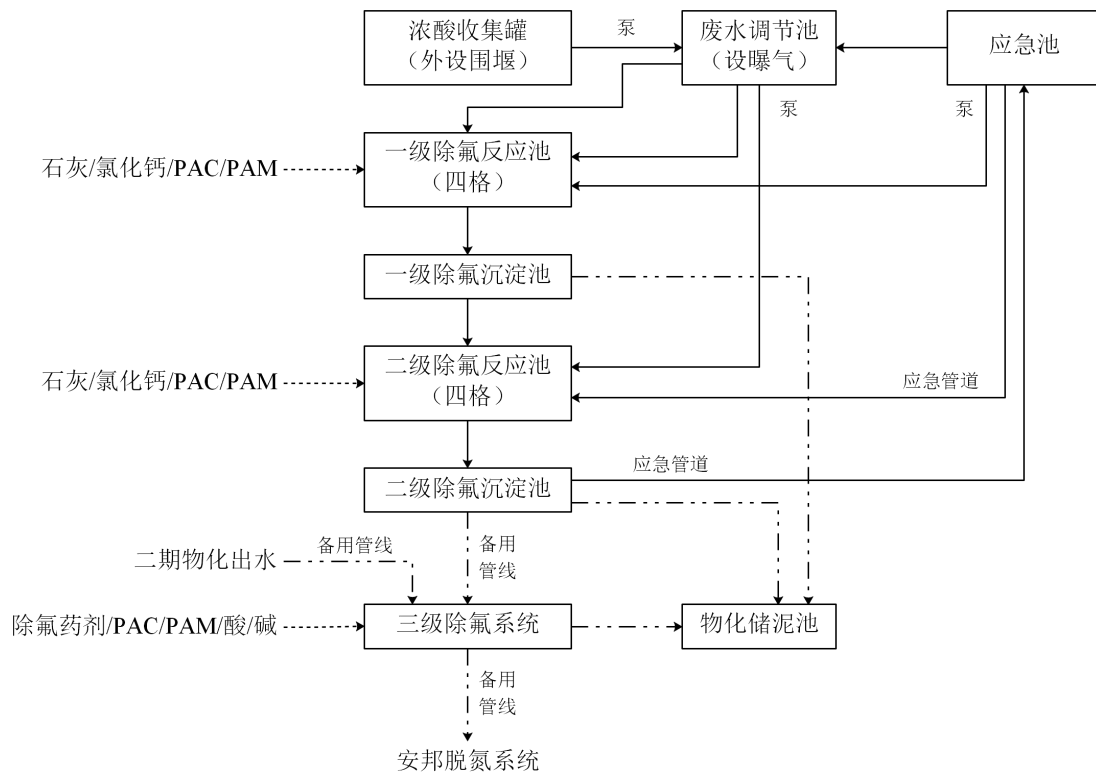 浓酸收集罐
（外设围堰）
泵
废水调节池
（设曝气）
应急池
泵
泵
石灰/氯化钙/PAC/PAM
一级除氟反应池
（四格）
一级除氟沉淀池
石灰/氯化钙/PAC/PAM
二级除氟反应池
（四格）
应急管道
二级除氟沉淀池
应急管道
二期物化出水
备用管线
备用
管线
除氟药剂/PAC/PAM/酸/碱
三级除氟系统
物化储泥池
备用
管线
安邦脱氮系统